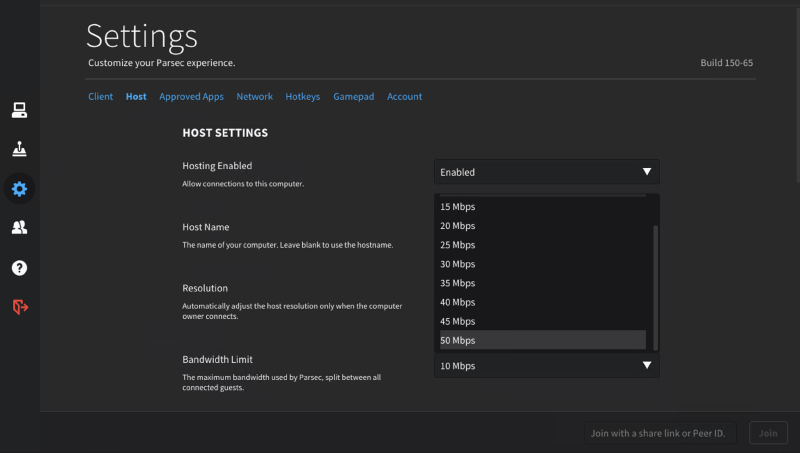 Settings
Customize your Parsec experience.
Build 150-65
Client Host Approved Apps Network Hotkeys Gamepad Account
HOST SETTINGS
Hosting Enabled
Allow connections to this computer.
Enabled
Host Name
The name of your computer. Leave blank to use the hostname.
Resolution
Automatically adjust the host resolution only when the computer
owner connects.
15 Mbps
20 Mbps
25 Mbps
30 Mbps
35 Mbps
40 Mbps
45 Mbps
50 Mbps
Bandwidth Limit
The maximum bandwidth used by Parsec, split between all
connected guests.
10 Mbps
Join with a share link or Peer ID.
Join